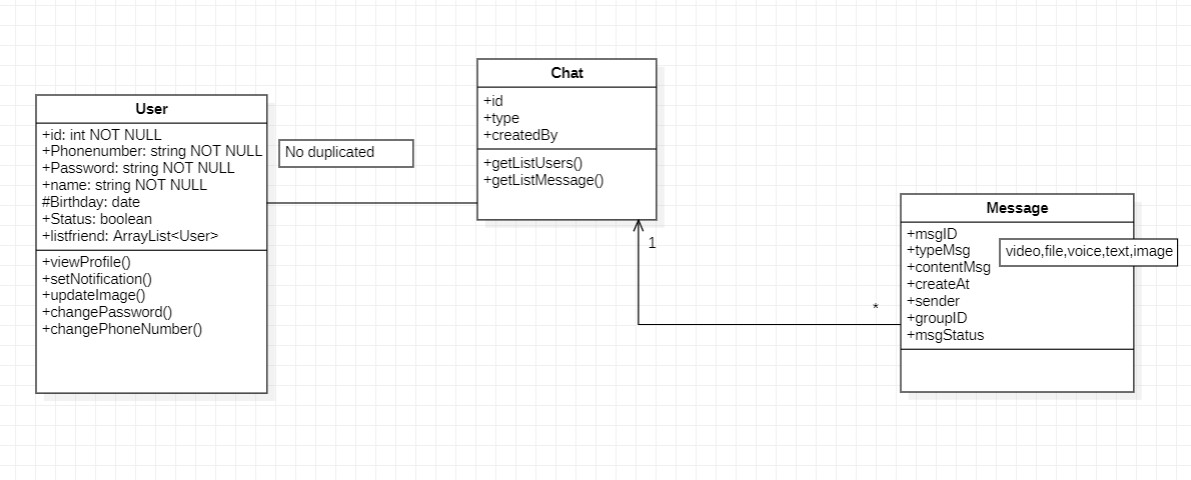 User
+id: int NOT NULL
+Phonenumber: string NOT NULL
+Password: string NOT NULL
+name: string NOT NULL
#Birthday: date
+Status: boolean
+listfriend: ArrayList<User>
+viewProfile()
+setNotification()
+updateImage()
+changePassword()
+changePhoneNumber()
No duplicated
Chat
+id
+type
+createdBy
+getListUsers()
+getListMessage()
1
*
Message
+msgID
+typeMsg
+contentMsg
+createAt
+sender
+groupID
+msgStatus
video,file,voice,text,image